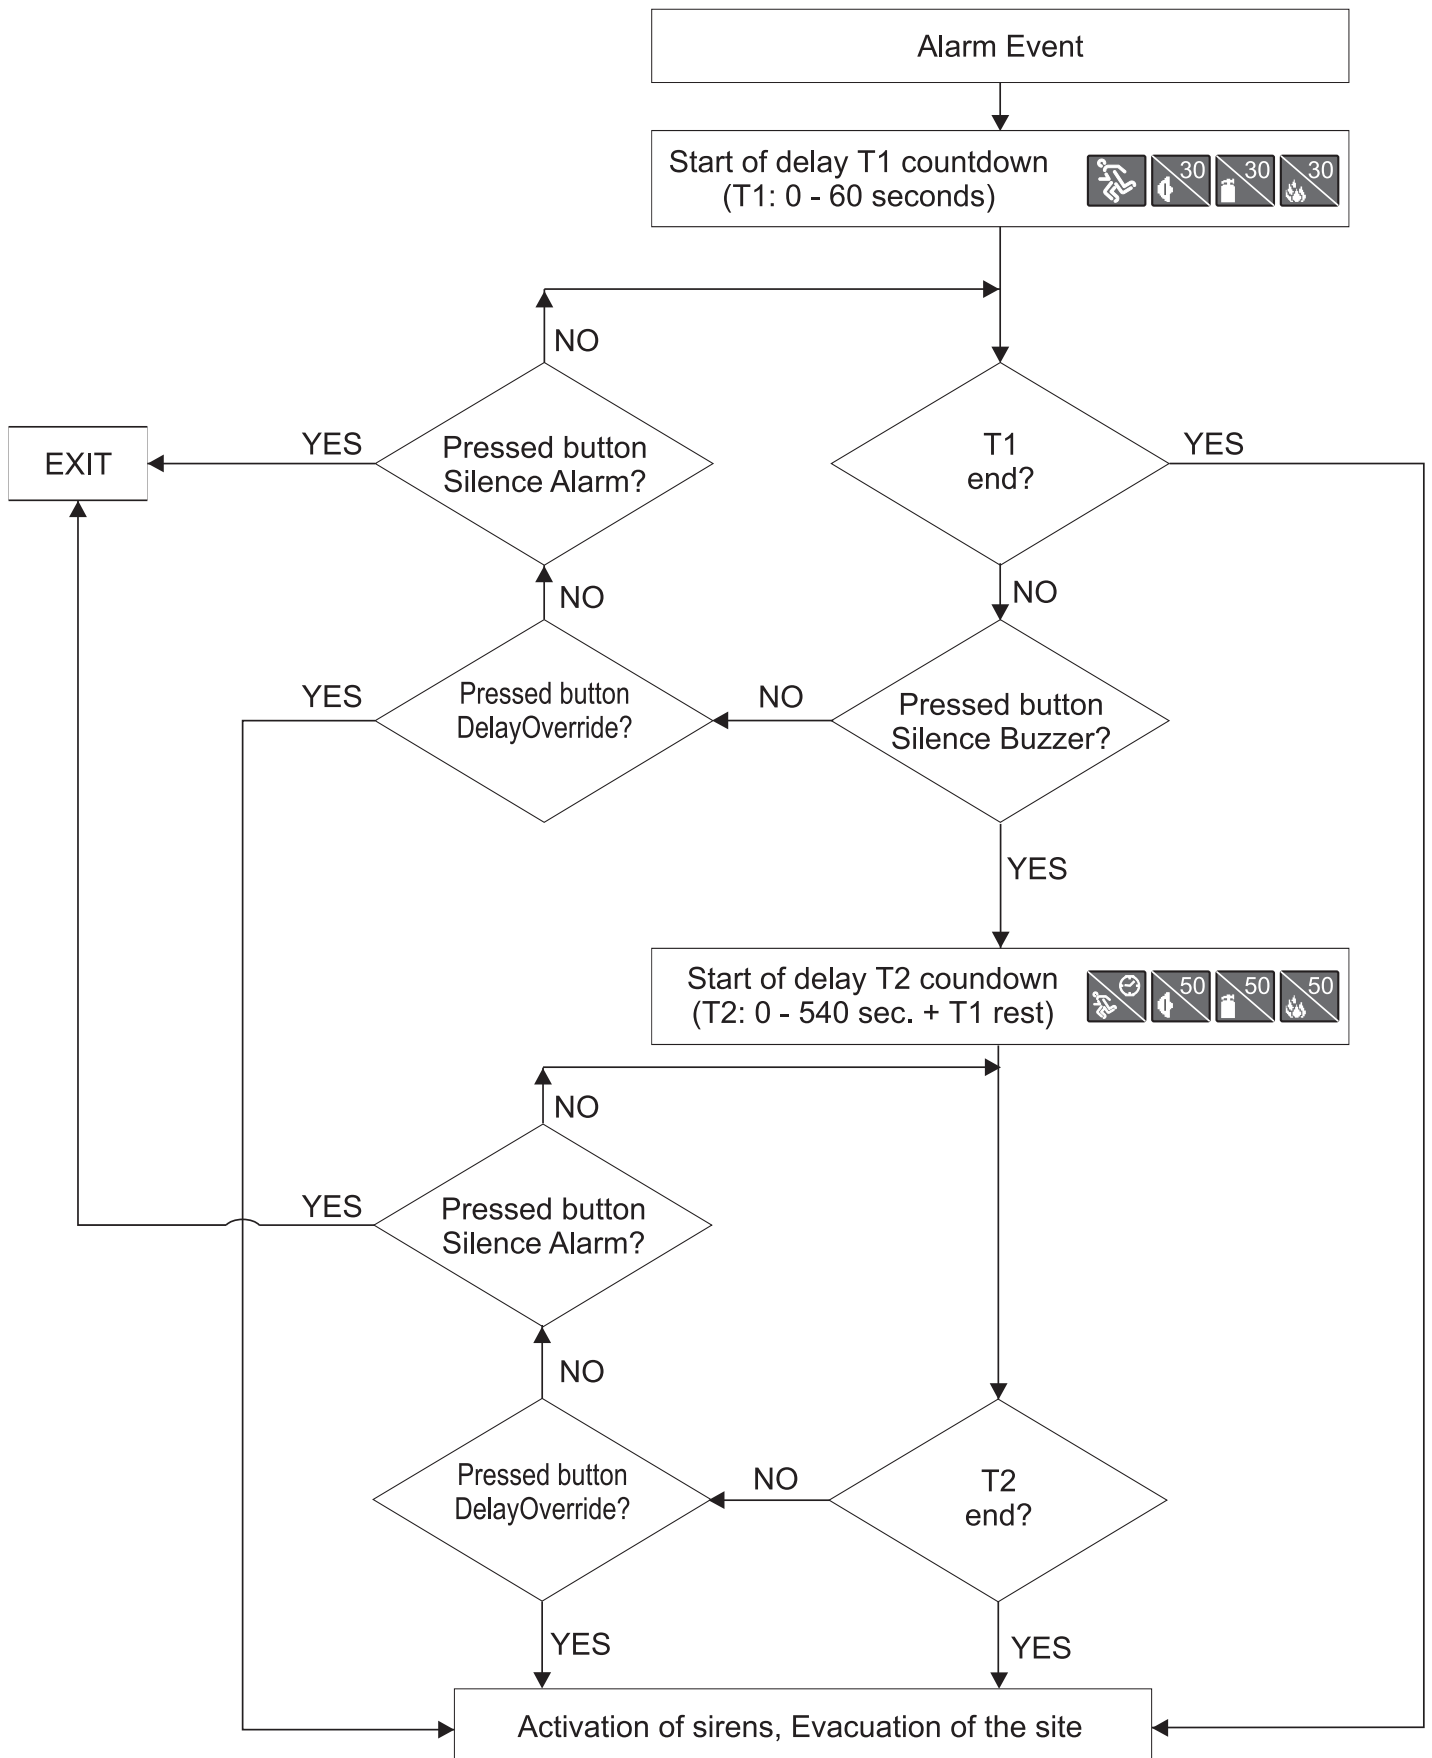 Alarm Event
Start of delay T1 countdown
(T1: 0 - 60 seconds)
30
30
30
NO
Pressed button
Silence Alarm?
YES
EXIT
T1
end?
YES
NO
NO
Pressed button
DelayOverride?
YES
NO
Pressed button
Silence Buzzer?
YES
Start of delay T2 coundown
(T2: 0 - 540 sec. + T1 rest)
50
50
50
NO
Pressed button
Silence Alarm?
YES
NO
Pressed button
DelayOverride?
NO
T2
end?
YES
YES
Activation of sirens, Evacuation of the site